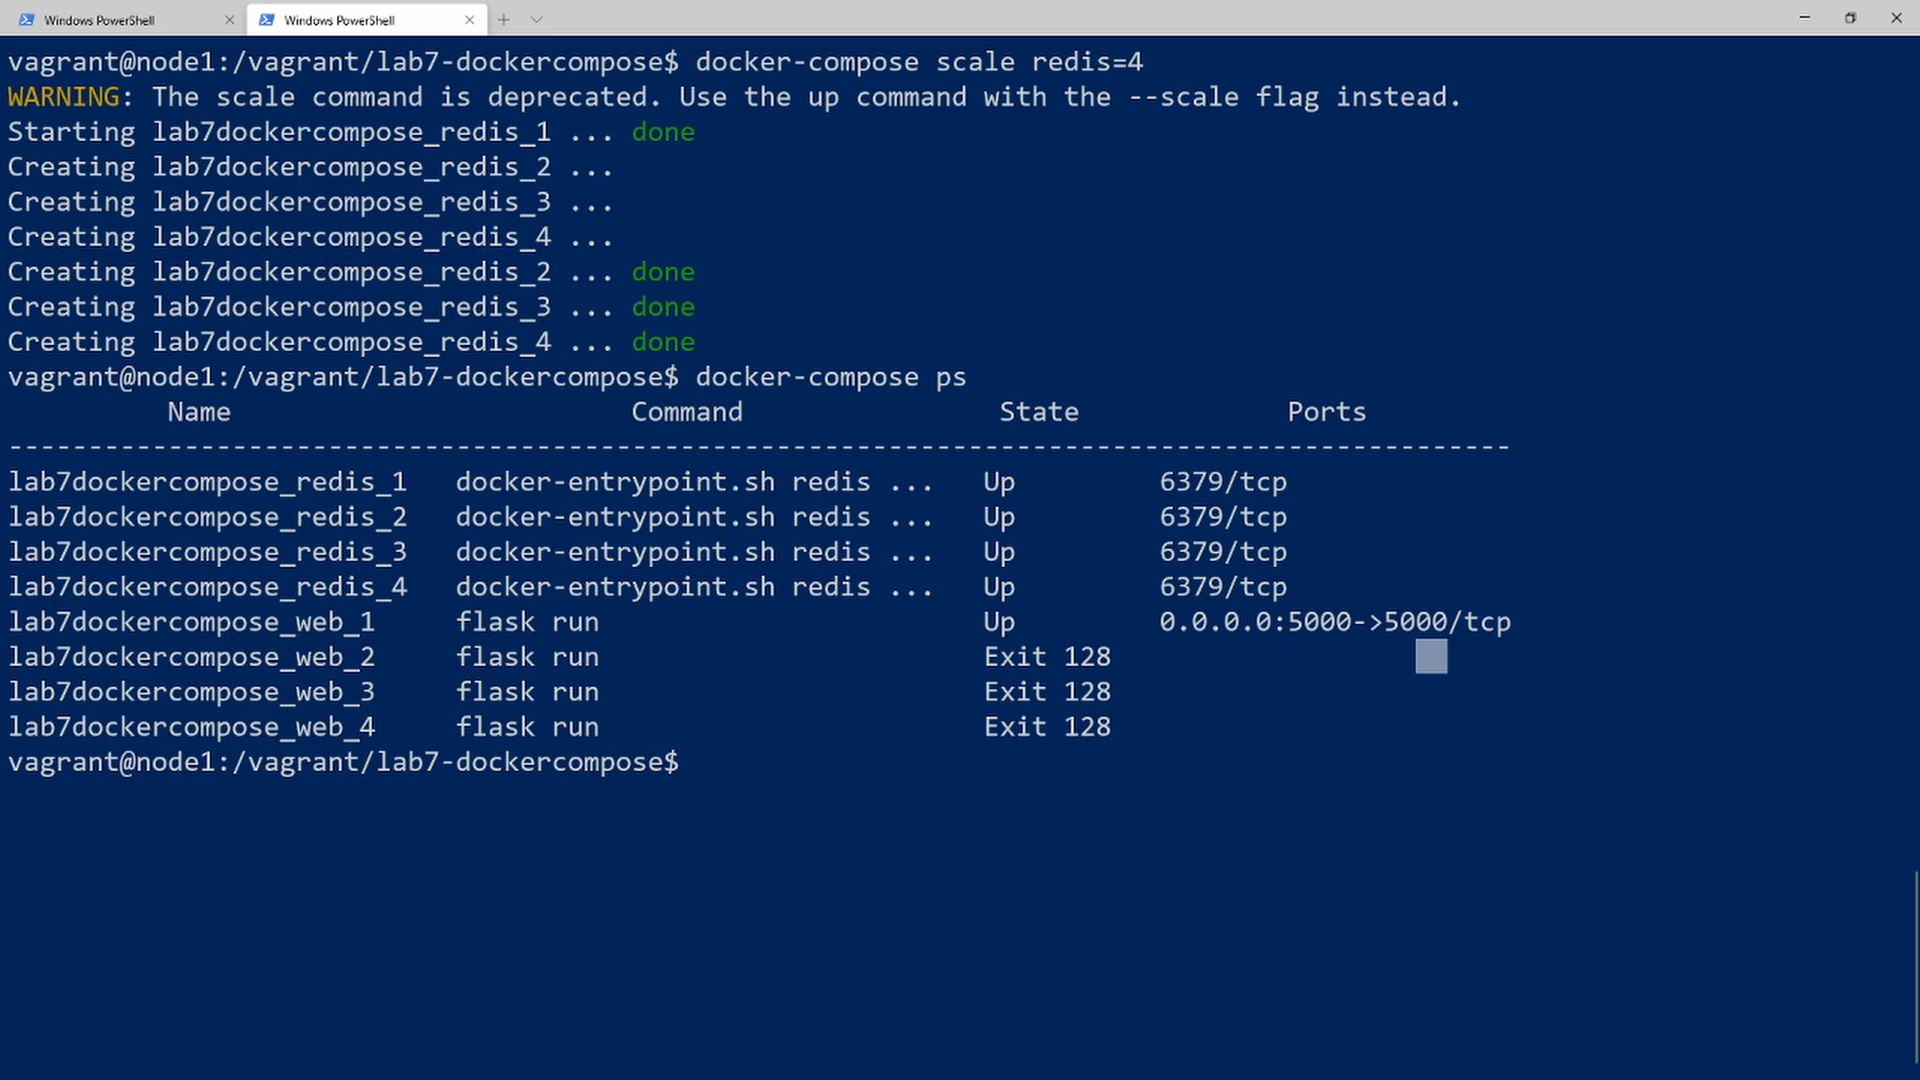 Windows PowerShell
Windows PowerShell
vagrant@node1:/vagrant/lab7-dockercompose$ docker-compose scale redis=4
WARNING: The scale command is deprecated. Use the up command with the --scale flag instead.
Starting lab7dockercompose_redis_1 ... done
Creating lab7dockercompose_redis_2 ...
Creating lab7dockercompose_redis_3 ...
Creating lab7dockercompose_redis_4 ...
Creating lab7dockercompose_redis_2 ... done
Creating lab7dockercompose_redis_3 ... done
Creating lab7dockercompose_redis_4 ... done
vagrant@node1:/vagrant/lab7-dockercompose$ docker-compose ps
Name Command State Ports
----------------------------------------------------------------------------------------------
lab7dockercompose_redis_1 docker-entrypoint.sh redis ... Up 6379/tcp
lab7dockercompose_redis_2 docker-entrypoint.sh redis ... Up 6379/tcp
lab7dockercompose_redis_3 docker-entrypoint.sh redis ... Up 6379/tcp
lab7dockercompose_redis_4 docker-entrypoint.sh redis ... Up 6379/tcp
lab7dockercompose_web_1 flask run Up 0.0.0.0:5000->5000/tcp
lab7dockercompose_web_2 flask run Exit 128
lab7dockercompose_web_3 flask run Exit 128
lab7dockercompose_web_4 flask run Exit 128
vagrant@node1:/vagrant/lab7-dockercompose$